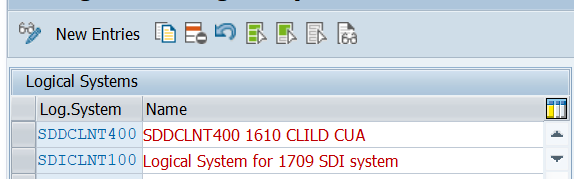 New Entries
Logical Systems
Log.System Name
SDDCLNT400 SDDCLNT400 1610 CLILD CUA
SDICLNT100 Logical System for 1709 SDI system